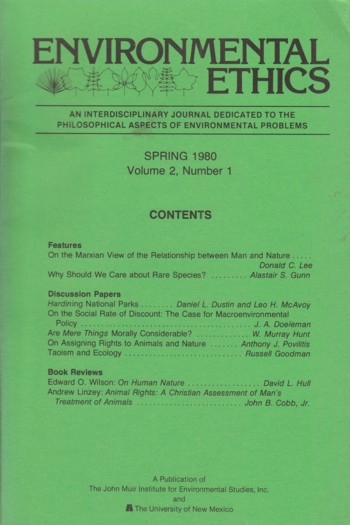 ENVIRONMENTAL
ETHICS
AN INTERDISCIPLINARY JOURNAL DEDICATED TO THE
PHILOSOPHICAL ASPECTS OF ENVIRONMENTAL PROBLEMS
SPRING 1980
Volume 2, Number 1
CONTENTS
Features
On the Marxian View of the Relationship between Man and Nature .....
Donald C. Lee
Why Should We Care about Rare Species? ......... Alastair S. Gunn
Discussion Papers
Hardining National Parks ........ Daniel L. Dustin and Leo H. McAvoy
On the Social Rate of Discount: The Case for Macroenvironmental
Policy ................................... J. A. Doeleman
Are Mere Things Morally Considerable? ............. W. Murray Hunt
On Assigning Rights to Animals and Nature ....... Anthony J. Povilitis
Taoism and Ecology ......................... Russell Goodman
Book Reviews
Edward O. Wilson: On Human Nature .................. David L. Hull
Andrew Linzey: Animal Rights: A Christian Assessment of Man's
Treatment of Animals .......................... John B. Cobb, Jr.
A Publication of
The John Muir Institute for Environmental Studies, Inc.
and
The University of New Mexico